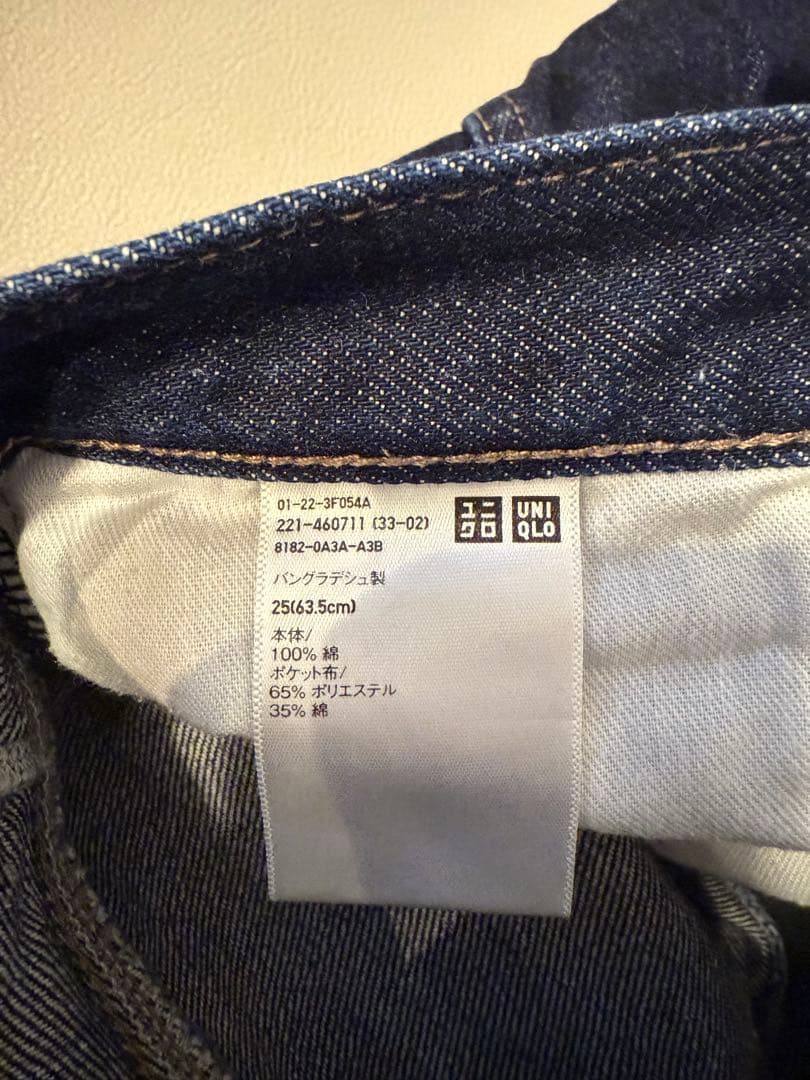 01-22-3F054A
221-460711 (33-02)
8182-0A3A-A3B
ユニ
クロ
UNI
QLO
バングラデシュ製
25(63.5cm)
本体/
100% 綿
ポケット布/
65% ポリエステル
35% 綿